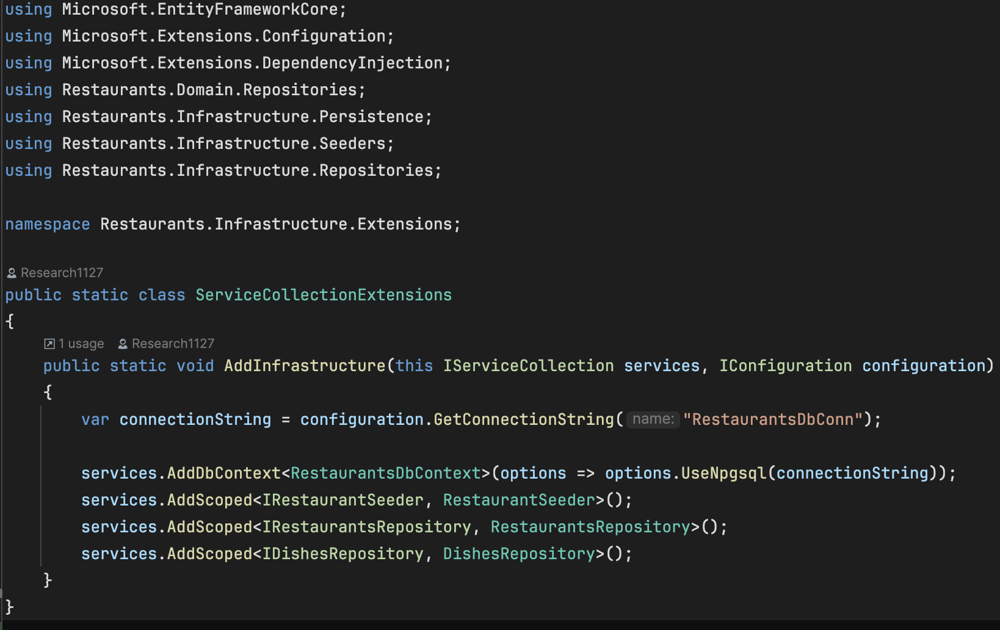 using Microsoft.EntityFrameworkCore;
using Microsoft.Extensions.Configuration;
using Microsoft.Extensions.DependencyInjection;
using Restaurants.Domain.Repositories;
using Restaurants.Infrastructure.Persistence;
using Restaurants.Infrastructure.Seeders;
using Restaurants.Infrastructure.Repositories;
namespace Restaurants.Infrastructure.Extensions;
Research1127
public static class ServiceCollectionExtensions
{
1 usage Research1127
public static void AddInfrastructure(this IServiceCollection services, IConfiguration configuration)
{
var connectionString = configuration.GetConnectionString( name: "RestaurantsDbConn");
services.AddDbContext<RestaurantsDbContext>(options => options.UseNpgsql(connectionString));
services.AddScoped<IRestaurantSeeder, RestaurantSeeder>();
services.AddScoped<IRestaurantsRepository, RestaurantsRepository>();
services.AddScoped<IDishesRepository, DishesRepository>();
}
}